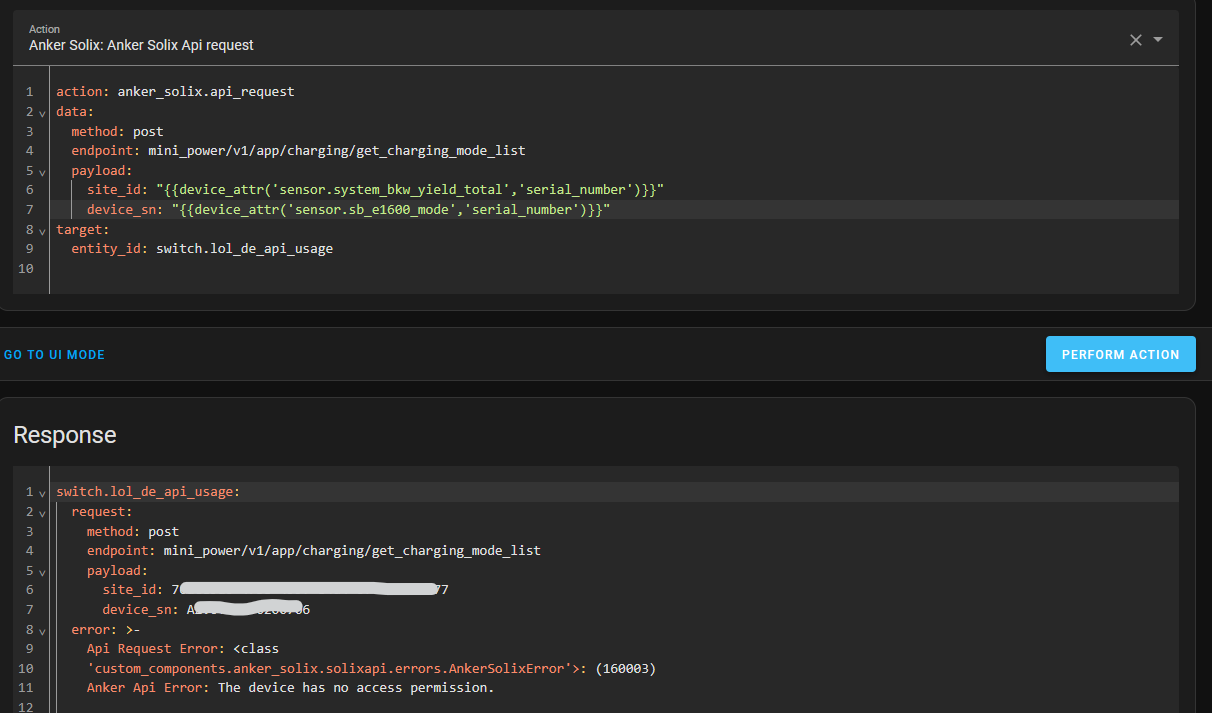 Action
Anker Solix: Anker Solix Api request
1 action: anker_solix.api_request
2 data:
3 method: post
4 endpoint: mini_power/v1/app/charging/get_charging_mode_list
5 payload:
6 site_id: "{{device_attr('sensor.system_bkw_yield_total','serial_number')}}"
7 device_sn: "{{device_attr('sensor.sb_e1600_mode','serial_number')}}"
8 target:
9 entity_id: switch.lol_de_api_usage
10
GO TO UI MODE
PERFORM ACTION
Response
1 switch.lol_de_api_usage:
2 request:
3 method: post
4 endpoint: mini_power/v1/app/charging/get_charging_mode_list
5 payload:
6 site_id: 7 77
7 device_sn: A 6
8 error: >-
9 Api Request Error: <class
10 'custom_components.anker_solix.solixapi.errors.AnkerSolixError'>: (160003)
11 Anker Api Error: The device has no access permission.
12